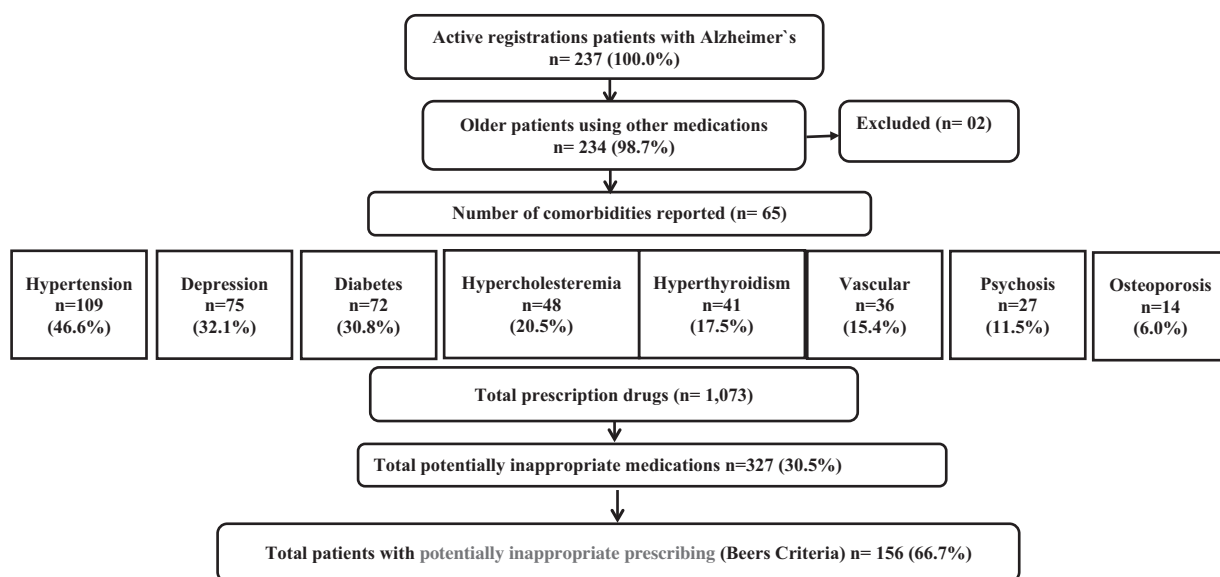 Active registrations patients with Alzheimer`s
n= 237 (100.0%)
Older patients using other medications
n= 234 (98.7%)
Excluded (n= 02)
Number of comorbidities reported (n= 65)
Hypertension
n=109
(46.6%)
Depression
n=75
(32.1%)
Diabetes
n=72
(30.8%)
Hypercholesteremia
n=48
(20.5%)
Hyperthyroidism
n=41
(17.5%)
Vascular
n=36
(15.4%)
Psychosis
n=27
(11.5%)
Osteoporosis
n=14
(6.0%)
Total prescription drugs (n= 1,073)
Total potentially inappropriate medications n=327 (30.5%)
Total patients with potentially inappropriate prescribing (Beers Criteria) n= 156 (66.7%)